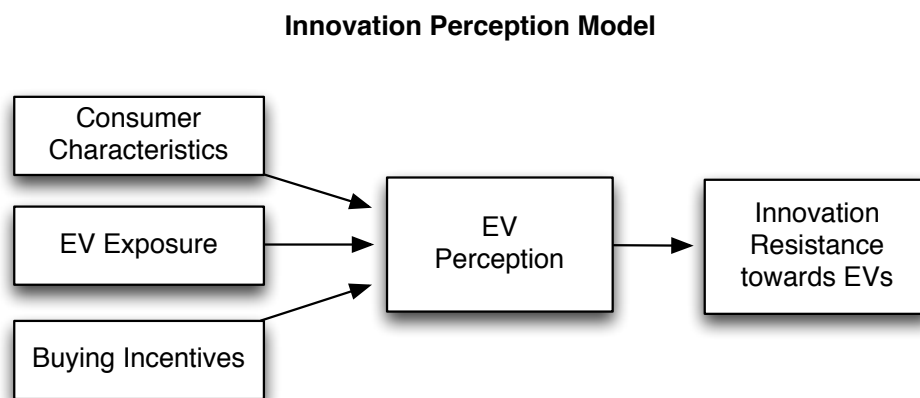 Innovation Perception Model
Consumer
Characteristics
EV Exposure
Buying Incentives
EV
Perception
Innovation
Resistance
towards EVs